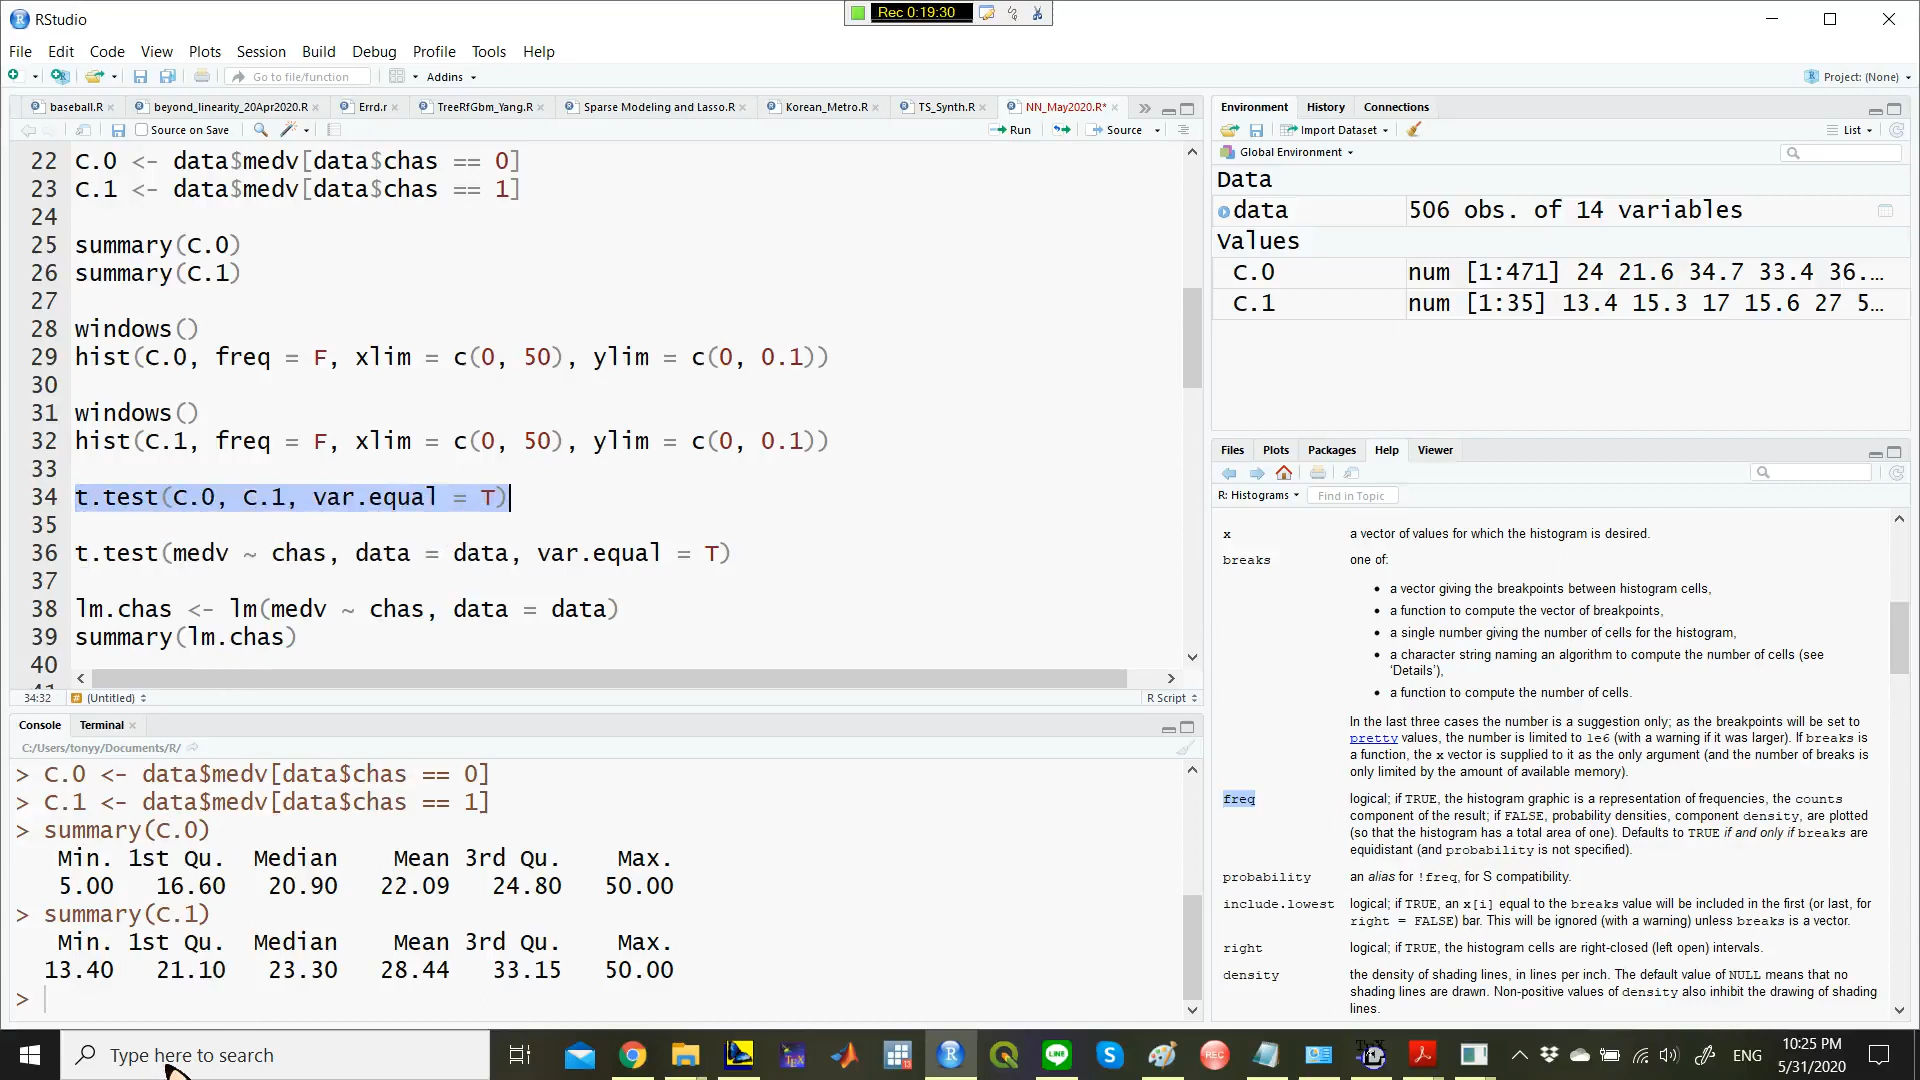 RStudio
Rec 0:19:30
File Edit Code View Plots Session Build Debug Profile Tools Help
Go to file/function
Addins
Project: (None)
baseball.R
beyond_linearity_20Apr2020.R
Errd.r
TreeRfGbm_Yang.R
Sparse Modeling and Lasso.R
Korean_Metro.R
TS_Synth.R
NN_May2020.R*
Source on Save
Run
Source
22 C.0 <- data$medv[data$chas == 0]
23 C.1 <- data$medv[data$chas == 1]
24
25 summary(C.0)
26 summary(C.1)
27
28 windows()
29 hist(C.0, freq = F, xlim = c(0, 50), ylim = c(0, 0.1))
30
31 windows()
32 hist(C.1, freq = F, xlim = c(0, 50), ylim = c(0, 0.1))
33
34 t.test(C.0, C.1, var.equal = T)
35
36 t.test(medv ~ chas, data = data, var.equal = T)
37
38 lm.chas <- lm(medv ~ chas, data = data)
39 summary(lm.chas)
40
34:32
(Untitled)
R Script
Console Terminal
C:/Users/tonyy/Documents/R/
> C.0 <- data$medv[data$chas == 0]
> C.1 <- data$medv[data$chas == 1]
> summary(C.0)
Min. 1st Qu. Median Mean 3rd Qu. Max.
5.00 16.60 20.90 22.09 24.80 50.00
> summary(C.1)
Min. 1st Qu. Median Mean 3rd Qu. Max.
13.40 21.10 23.30 28.44 33.15 50.00
>
Environment History Connections
Import Dataset
List
Global Environment
Data
data 506 obs. of 14 variables
Values
C.0 num [1:471] 24 21.6 34.7 33.4 36.…
C.1 num [1:35] 13.4 15.3 17 15.6 27 5…
Files Plots Packages Help Viewer
R: Histograms
Find in Topic
x a vector of values for which the histogram is desired.
breaks one of:
• a vector giving the breakpoints between histogram cells,
• a function to compute the vector of breakpoints,
• a single number giving the number of cells for the histogram,
• a character string naming an algorithm to compute the number of cells (see
‘Details’),
• a function to compute the number of cells.
In the last three cases the number is a suggestion only; as the breakpoints will be set to
pretty values, the number is limited to 1e6 (with a warning if it was larger). If breaks is
a function, the x vector is supplied to it as the only argument (and the number of breaks is
only limited by the amount of available memory).
freq logical; if TRUE, the histogram graphic is a representation of frequencies, the counts
component of the result; if FALSE, probability densities, component density, are plotted
(so that the histogram has a total area of one). Defaults to TRUE if and only if breaks are
equidistant (and probability is not specified).
probability an alias for !freq, for S compatibility.
include.lowest logical; if TRUE, an x[i] equal to the breaks value will be included in the first (or last, for
right = FALSE) bar. This will be ignored (with a warning) unless breaks is a vector.
right logical; if TRUE, the histogram cells are right-closed (left open) intervals.
density the density of shading lines, in lines per inch. The default value of NULL means that no
shading lines are drawn. Non-positive values of density also inhibit the drawing of shading
lines.
Type here to search
ENG
10:25 PM
5/31/2020